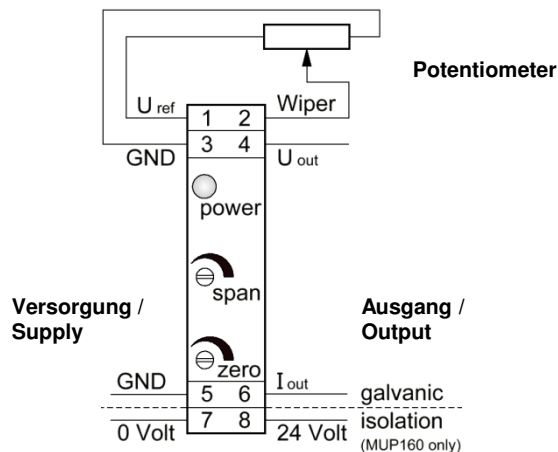 Potentiometer
U ref
Wiper
1 2
3 4
GND
U out
power
span
Versorgung /
Supply
Ausgang /
Output
zero
GND
I out
5 6
galvanic
7 8
0 Volt
24 Volt
isolation
(MUP160 only)